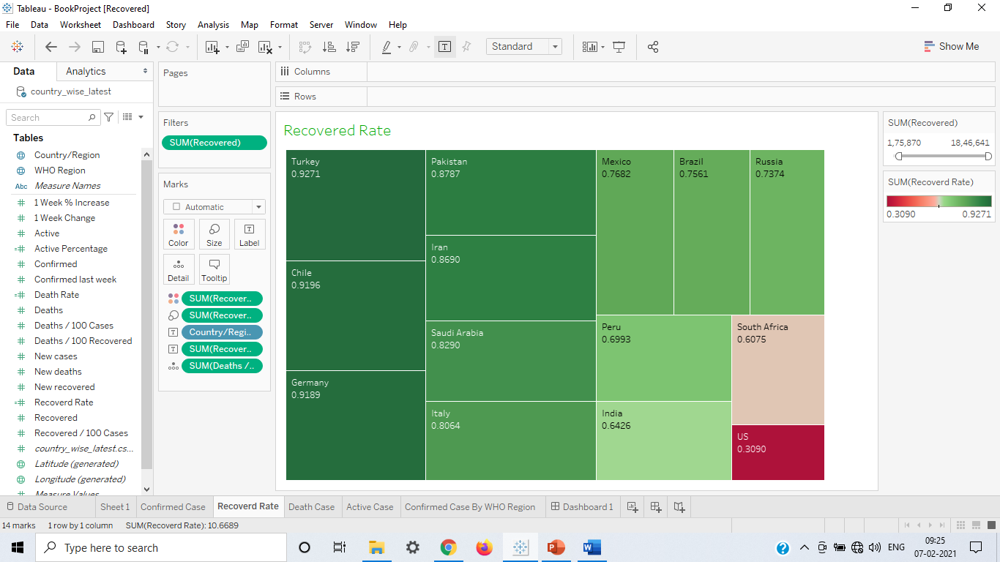 Tableau - BookProject [Recovered]
File Data Worksheet Dashboard Story Analysis Map Format Server Window Help
Standard
Show Me
Data Analytics
country_wise_latest
Search
Tables
Country/Region
WHO Region
Abc Measure Names
1 Week % Increase
1 Week Change
Active
Active Percentage
Confirmed
Confirmed last week
Death Rate
Deaths
Deaths / 100 Cases
Deaths / 100 Recovered
New cases
New deaths
New recovered
Recoverd Rate
Recovered
Recovered / 100 Cases
country_wise_latest.cs...
Latitude (generated)
Longitude (generated)
Measure Values
Pages
Filters
SUM(Recovered)
Marks
Automatic
Color Size Label
Detail Tooltip
SUM(Recover..
SUM(Recover..
Country/Regi..
SUM(Recover..
SUM(Deaths /..
Columns
Rows
Recovered Rate
Turkey
0.9271
Chile
0.9196
Germany
0.9189
Pakistan
0.8787
Iran
0.8690
Saudi Arabia
0.8290
Italy
0.8064
Mexico
0.7682
Brazil
0.7561
Russia
0.7374
Peru
0.6993
India
0.6426
South Africa
0.6075
US
0.3090
SUM(Recovered)
1,75,870 18,46,641
SUM(Recoverd Rate)
0.3090 0.9271
Data Source Sheet 1 Confirmed Case Recoverd Rate Death Case Active Case Confirmed Case By WHO Region Dashboard 1
14 marks 1 row by 1 column SUM(Recoverd Rate): 10.6689
Type here to search
ENG
09:25
07-02-2021